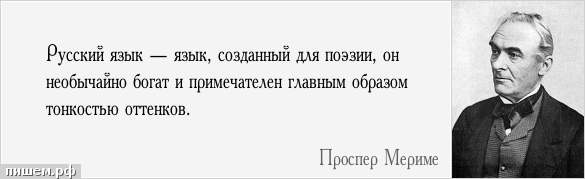 Русский язык — язык, созданный для поэзии, он
необычайно богат и примечателен главным образом
тонкостью оттенков.
Проспер Мериме
пишем.рф